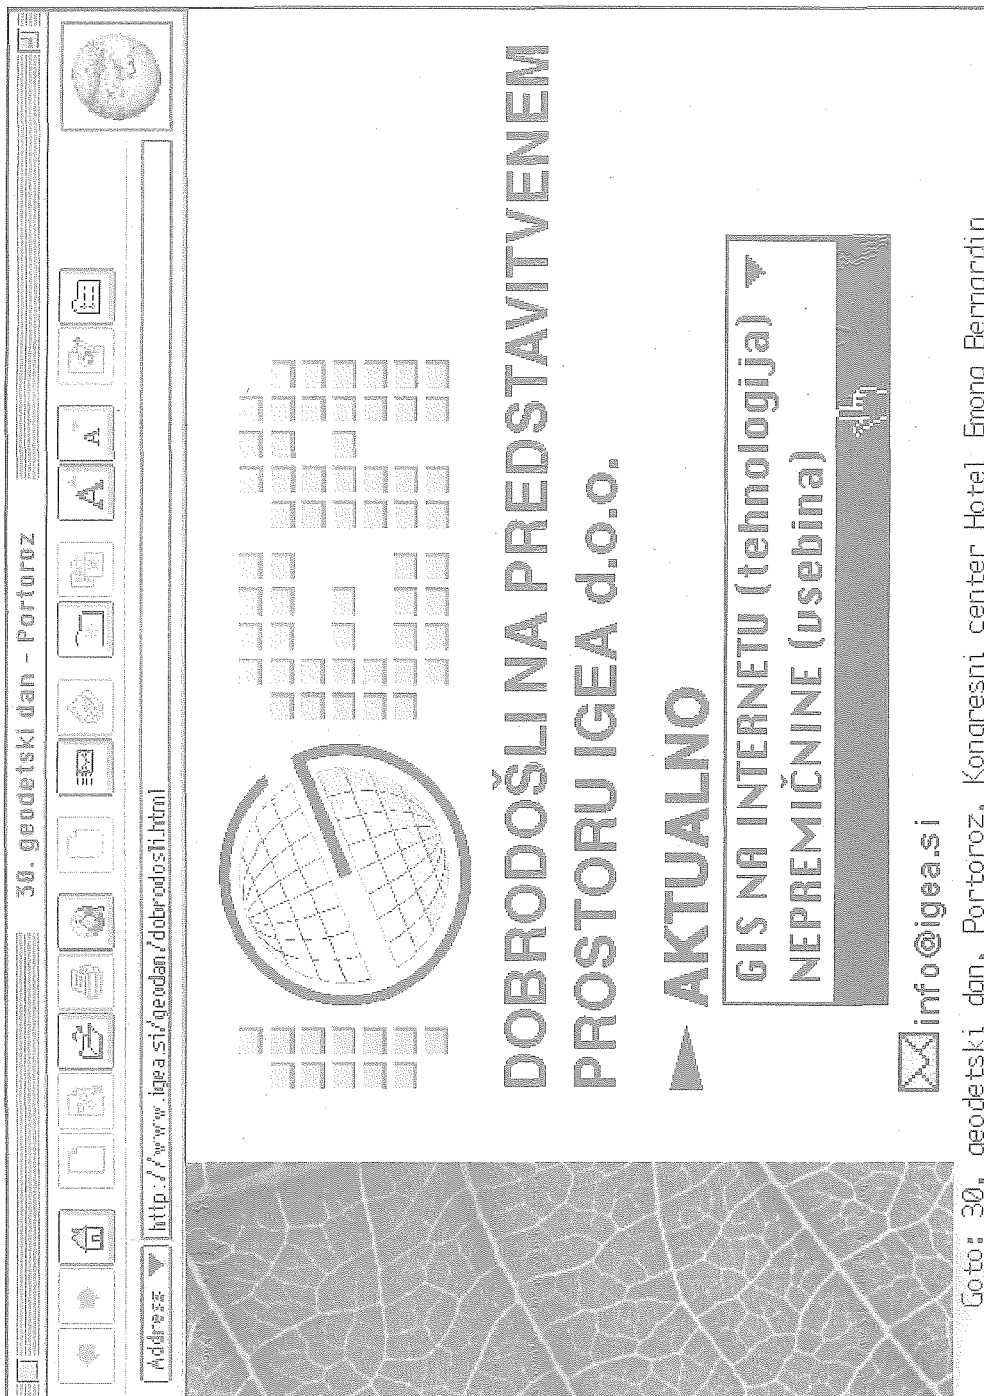 30. geodetski dan - Portoroz
Address
http://www.igea.si/geodan/dobrodosli.html
DOBRODOŠLI NA PREDSTAVITVENEM
PROSTORU IGEA d.o.o.
AKTUALNO
GIS NA INTERNETU (tehnologija)
NEPREMIČNINE (vsebina)
info@igea.si
Goto: 30. geodetski dan, Portoroz, Kongresni center Hotel Emona Bernardin